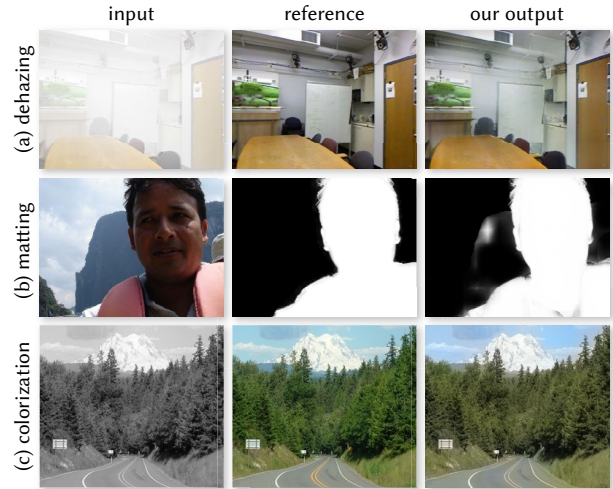 input reference our output
(a) dehazing
(b) matting
(c) colorization